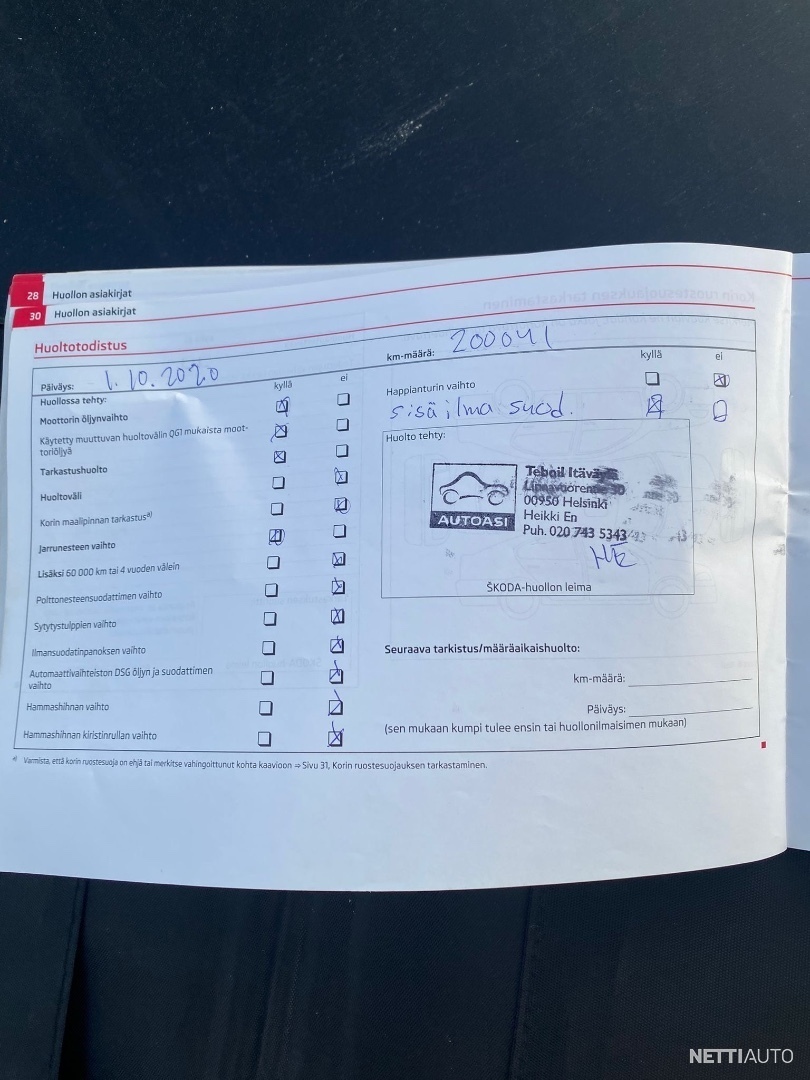 28 Huollon asiakirjat
30 Huollon asiakirjat
Huoltotodistus
Päiväys: 1.10.2020
km-määrä: 200041
kyllä ei
Huollossa tehty:
Moottorin öljynvaihto
Käytetty muuttuvan huoltovälin QG1 mukaista moot-
toriöljyä
Tarkastushuolto
Huoltoväli
Korin maalipinnan tarkastus a)
Jarrunesteen vaihto
Lisäksi 60 000 km tai 4 vuoden välein
Polttonesteensuodattimen vaihto
Sytytystulppien vaihto
Ilmansuodatinpanoksen vaihto
Automaattivaihteiston DSG öljyn ja suodattimen
vaihto
Hammashihnan vaihto
Hammashihnan kiristinrullan vaihto
kyllä ei
Happianturin vaihto
sisäilma suod.
Huolto tehty:
AUTOASI
Teboil Itäväylä
00950 Helsinki
Heikki En
Puh. 020 743 5343
HE
ŠKODA-huollon leima
Seuraava tarkistus/määräaikaishuolto:
km-määrä:
Päiväys:
(sen mukaan kumpi tulee ensin tai huollonilmaisimen mukaan)
a) Varmista, että korin ruostesuoja on ehjä tai merkitse vahingoittunut kohta kaavioon ⇒ Sivu 31, Korin ruostesuojauksen tarkastaminen.
NETTIAUTO